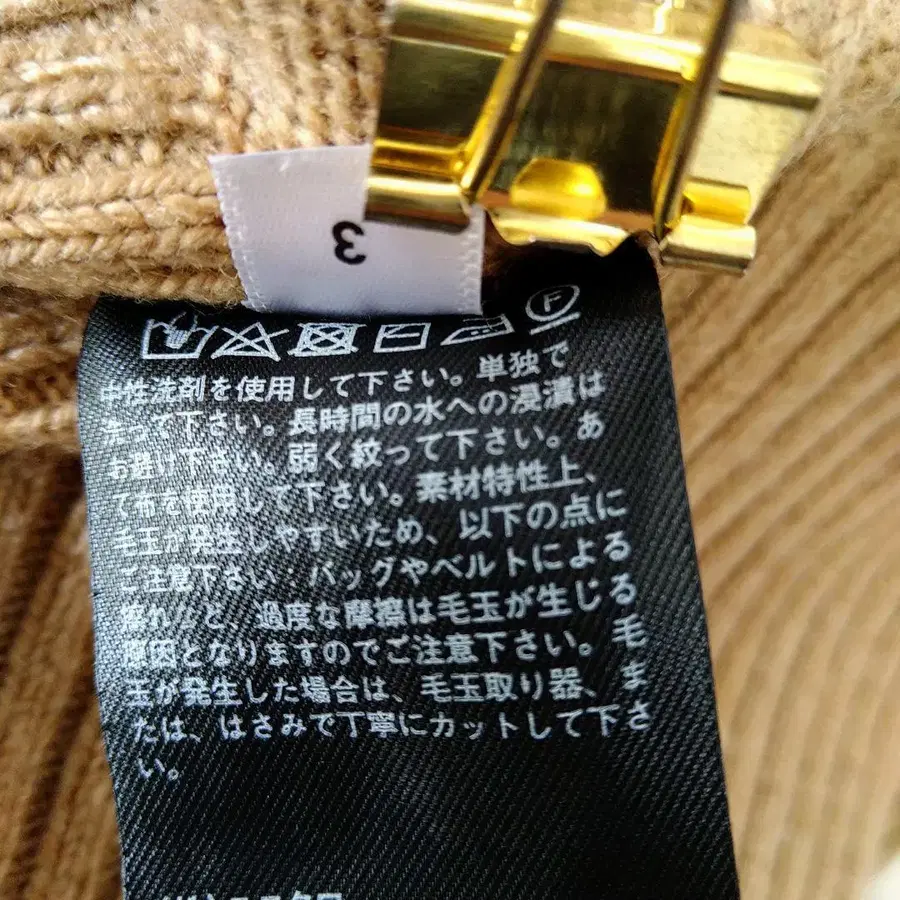 3
F
中性洗剤を使用して下さい。単独で
洗って下さい。長時間の水への浸漬は
お避け下さい。弱く絞って下さい。あ
て布を使用して下さい。素材特性上、
毛玉が発生しやすいため、以下の点に
ご注意下さい:バッグやベルトによる
擦れなど、過度な摩擦は毛玉が生じる
原因となりますのでご注意下さい。毛
玉が発生した場合は、毛玉取り器、ま
たは、はさみで丁寧にカットして下さ
い。